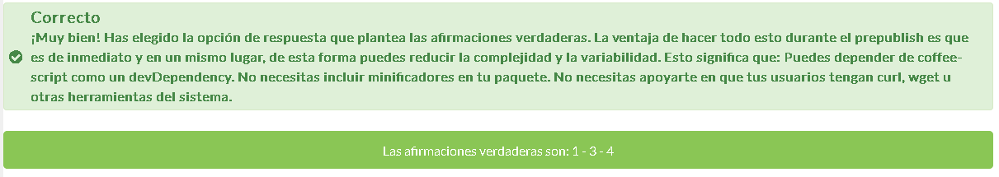 Correcto
¡Muy bien! Has elegido la opción de respuesta que plantea las afirmaciones verdaderas. La ventaja de hacer todo esto durante el prepublish es que
es de inmediato y en un mismo lugar, de esta forma puedes reducir la complejidad y la variabilidad. Esto significa que: Puedes depender de coffee-
script como un devDependency. No necesitas incluir minificadores en tu paquete. No necesitas apoyarte en que tus usuarios tengan curl, wget u
otras herramientas del sistema.
Las afirmaciones verdaderas son: 1 - 3 - 4